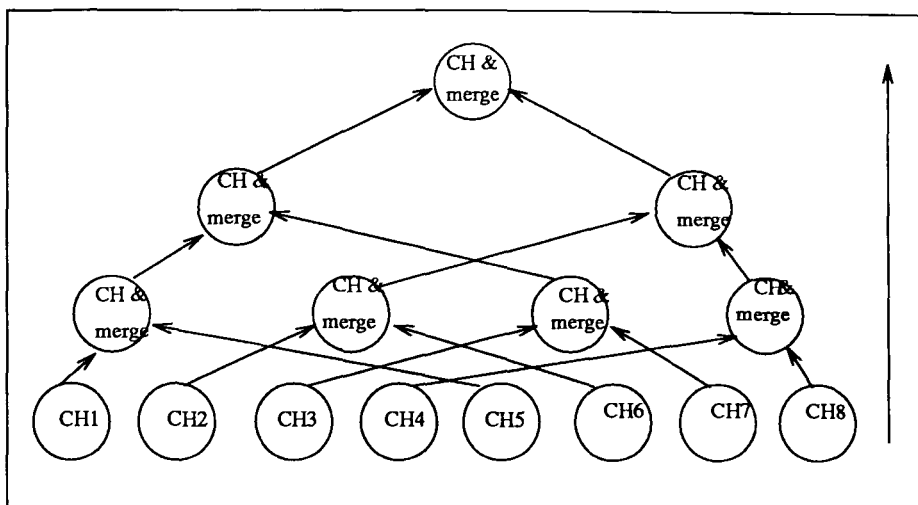 CH &
merge
CH &
merge
CH &
merge
CH &
merge
CH &
merge
CH &
merge
CH&
merge
CH1
CH2
CH3
CH4
CH5
CH6
CH7
CH8